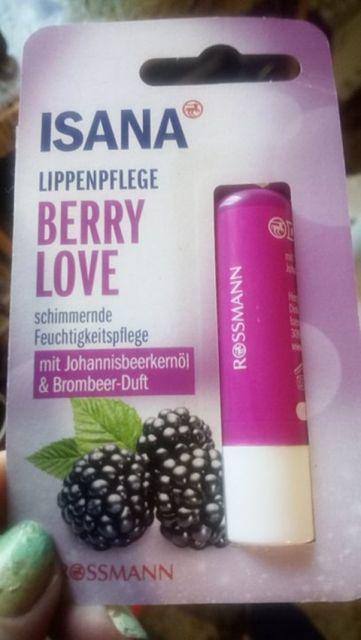 ISANA
LIPPENPFLEGE
BERRY
LOVE
schimmernde
Feuchtigkeitspflege
mit Johannisbeerkernöl
& Brombeer-Duft
ROSSMANN
ROSSMANN